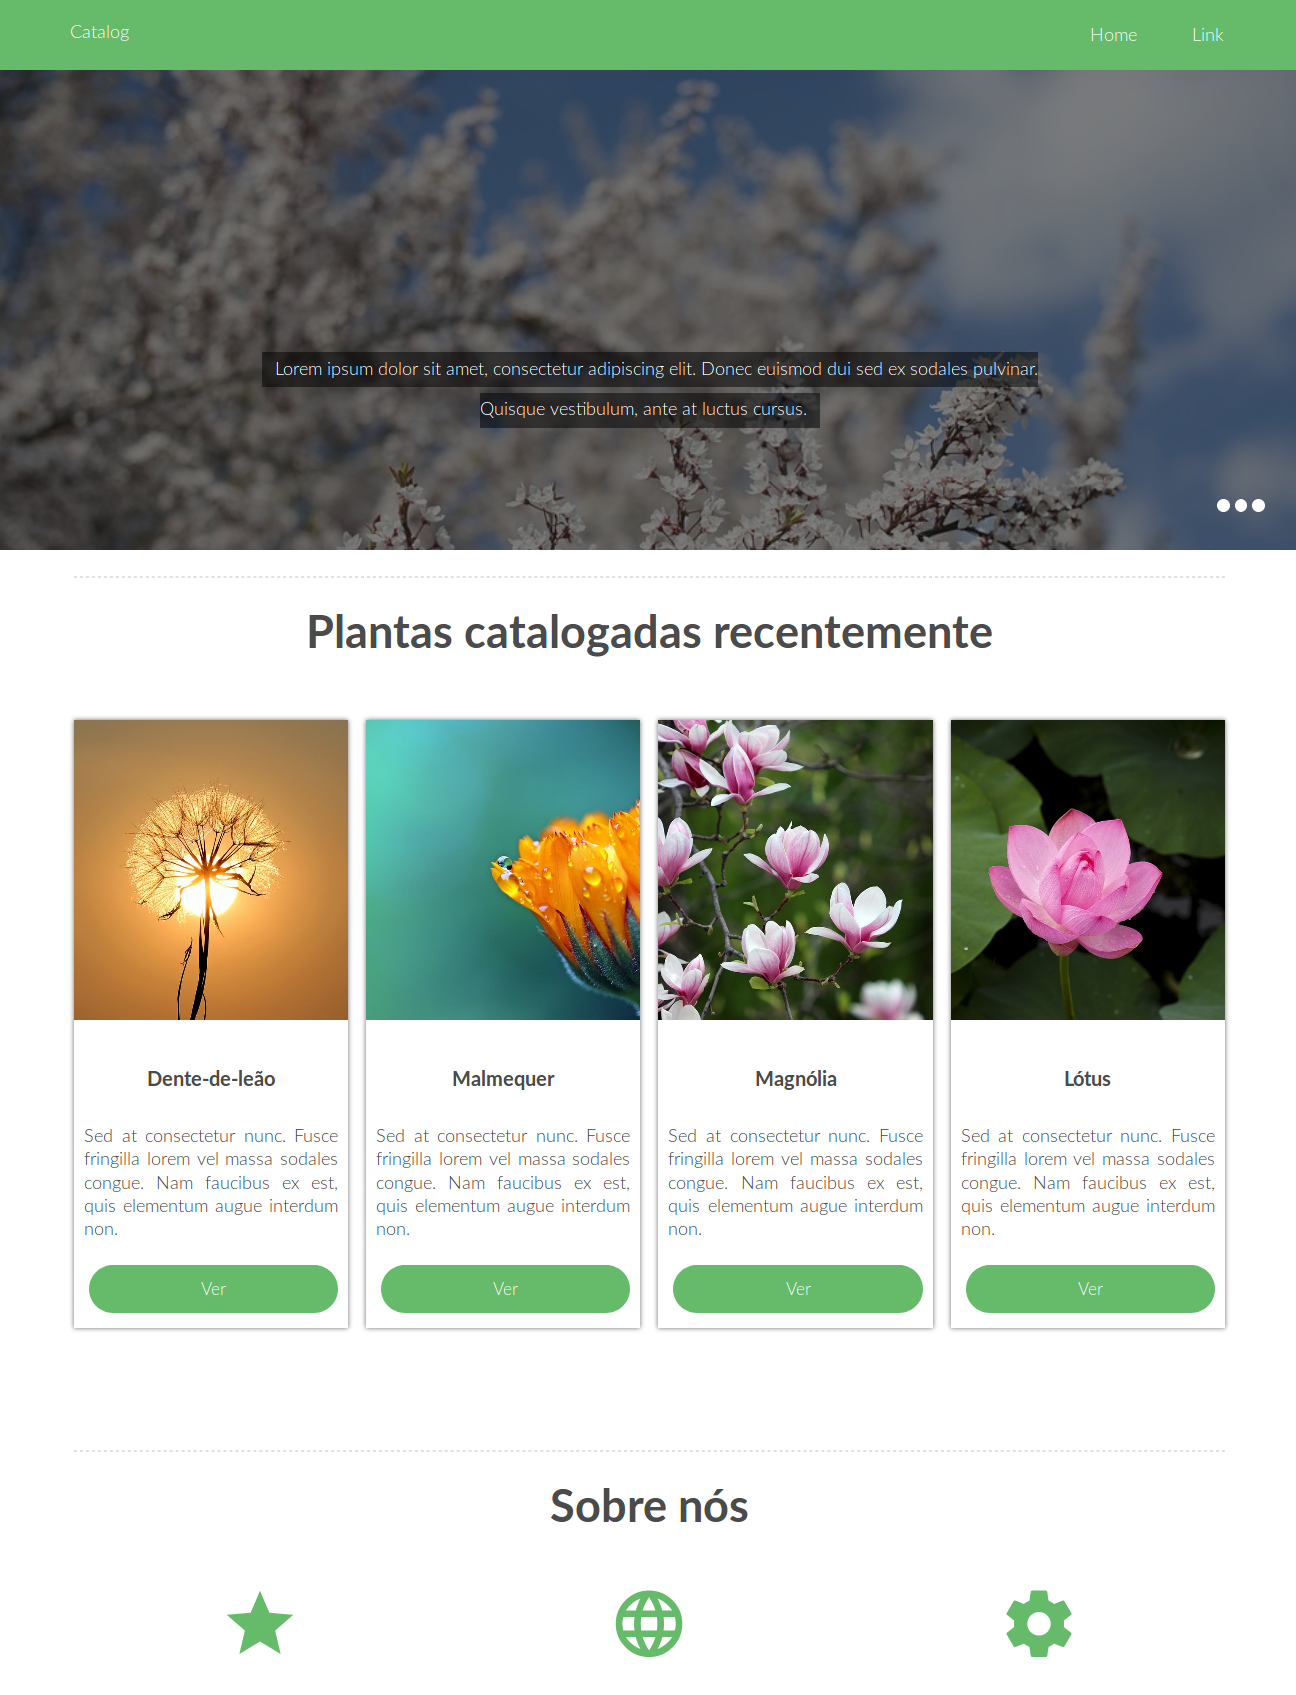 Catalog
Home
Link
Lorem ipsum dolor sit amet, consectetur adipiscing elit. Donec euismod dui sed ex sodales pulvinar.
Quisque vestibulum, ante at luctus cursus.
Plantas catalogadas recentemente
Dente-de-leão
Sed at consectetur nunc. Fusce
fringilla lorem vel massa sodales
congue. Nam faucibus ex est,
quis elementum augue interdum
non.
Ver
Malmequer
Sed at consectetur nunc. Fusce
fringilla lorem vel massa sodales
congue. Nam faucibus ex est,
quis elementum augue interdum
non.
Ver
Magnólia
Sed at consectetur nunc. Fusce
fringilla lorem vel massa sodales
congue. Nam faucibus ex est,
quis elementum augue interdum
non.
Ver
Lótus
Sed at consectetur nunc. Fusce
fringilla lorem vel massa sodales
congue. Nam faucibus ex est,
quis elementum augue interdum
non.
Ver
Sobre nós